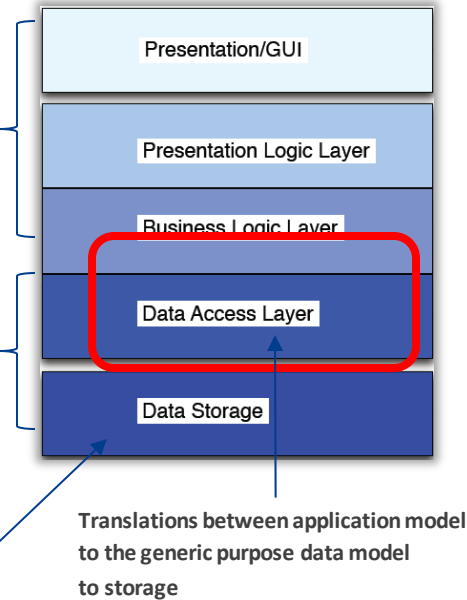 Presentation/GUI
Presentation Logic Layer
Business Logic Layer
Data Access Layer
Data Storage
Translations between application model
to the generic purpose data model
to storage